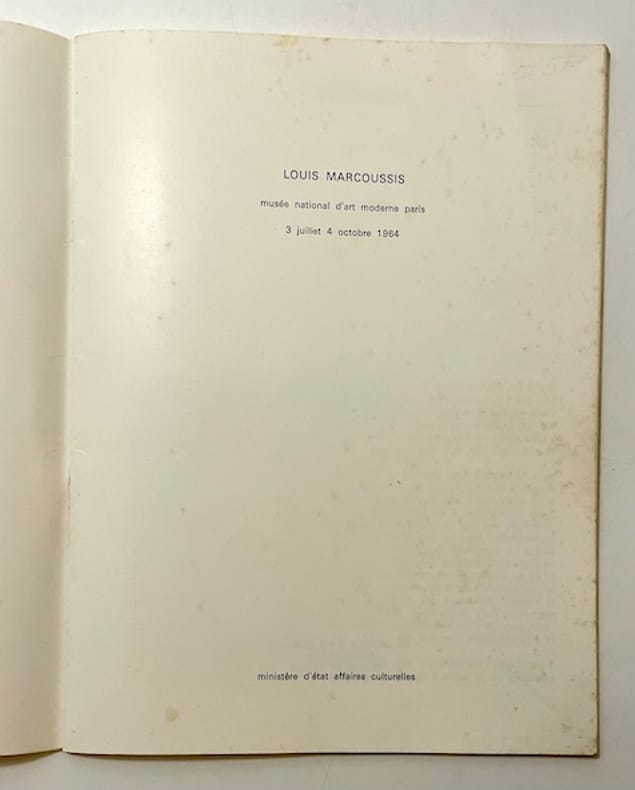 LOUIS MARCOUSSIS
musée national d'art moderne paris
3 juillet 4 octobre 1964
ministère d'état affaires culturelles